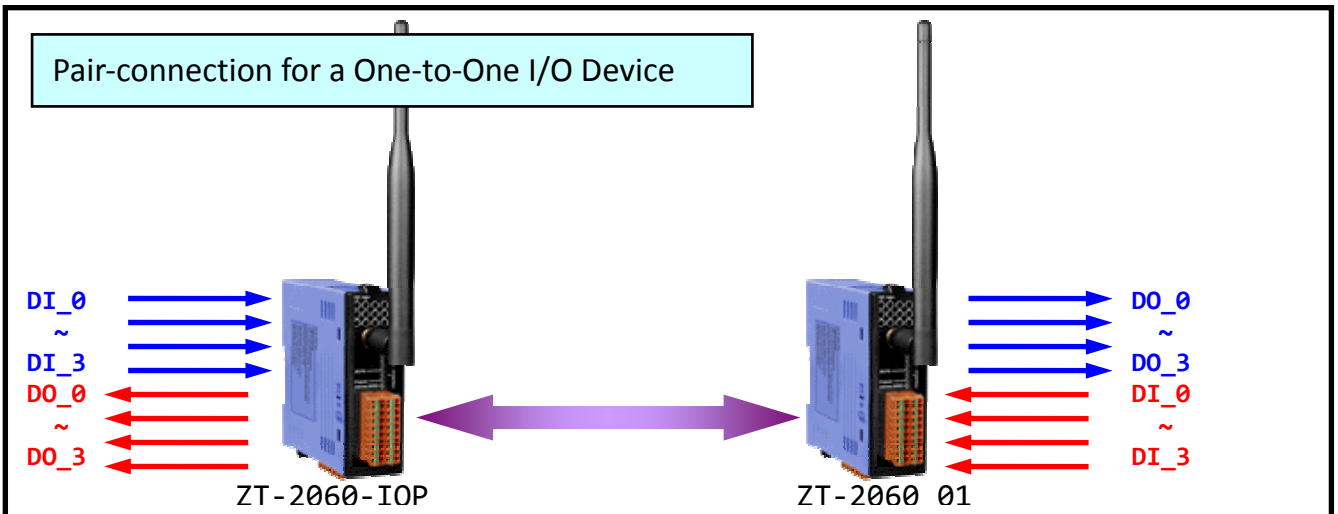 Pair-connection for a One-to-One I/O Device
DI_0
~
DI_3
DO_0
~
DO_3
DO_0
~
DO_3
DI_0
~
DI_3
ZT-2060-IOP
ZT-2060 01